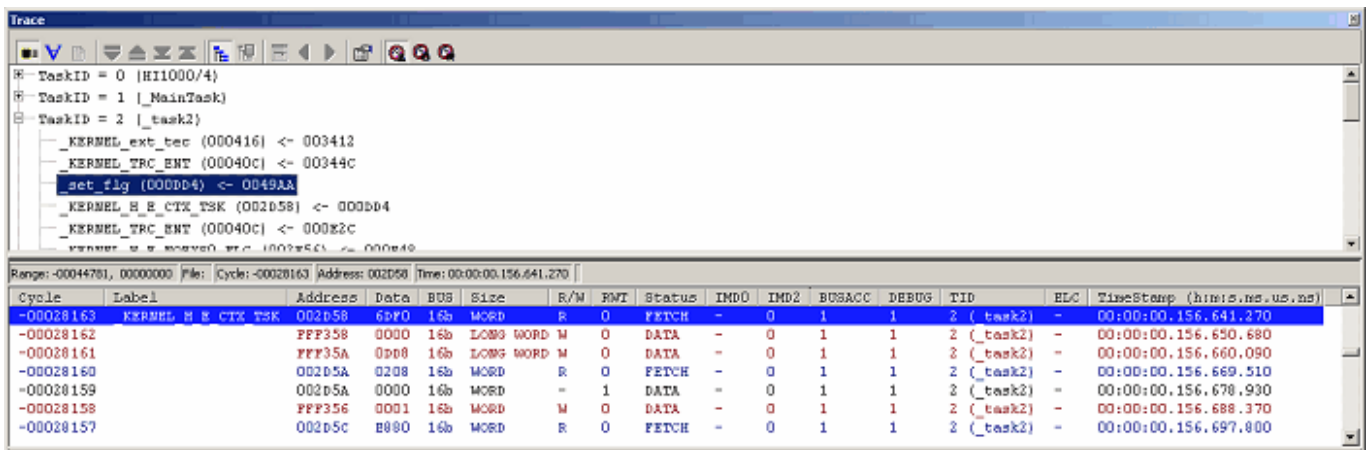 Trace
TaskID = 0 (HI1000/4)
TaskID = 1 (_MainTask)
TaskID = 2 (_task2)
_KERNEL_ext_tec (000416) <- 003412
_KERNEL_TRC_ENT (00040C) <- 00344C
_set_flg (000DD4) <- 0049AA
_KERNEL_H_E_CTX_TSK (002D58) <- 000DD4
_KERNEL_TRC_ENT (00040C) <- 000E2C
Range: -00044781, 00000000 File: Cycle: -00028163 Address: 002D58 Time: 00:00:00.156.641.270
Cycle Label Address Data BUS Size R/W RWT Status IMD0 IMD2 BUSACC DEBUG TID ELC TimeStamp (h:m:s.ms.us.ns)
-00028163 _KERNEL_H_E_CTX_TSK 002D58 6DF0 16b WORD R 0 FETCH - 0 1 1 2 (_task2) - 00:00:00.156.641.270
-00028162 FFF358 0000 16b LONG WORD W 0 DATA - 0 1 1 2 (_task2) - 00:00:00.156.650.680
-00028161 FFF35A 0DD8 16b LONG WORD W 0 DATA - 0 1 1 2 (_task2) - 00:00:00.156.660.090
-00028160 002D5A 0208 16b WORD R 0 FETCH - 0 1 1 2 (_task2) - 00:00:00.156.669.510
-00028159 002D5A 0000 16b WORD - 1 DATA - 0 1 1 2 (_task2) - 00:00:00.156.678.930
-00028158 FFF356 0001 16b WORD W 0 DATA - 0 1 1 2 (_task2) - 00:00:00.156.688.370
-00028157 002D5C E880 16b WORD R 0 FETCH - 0 1 1 2 (_task2) - 00:00:00.156.697.800